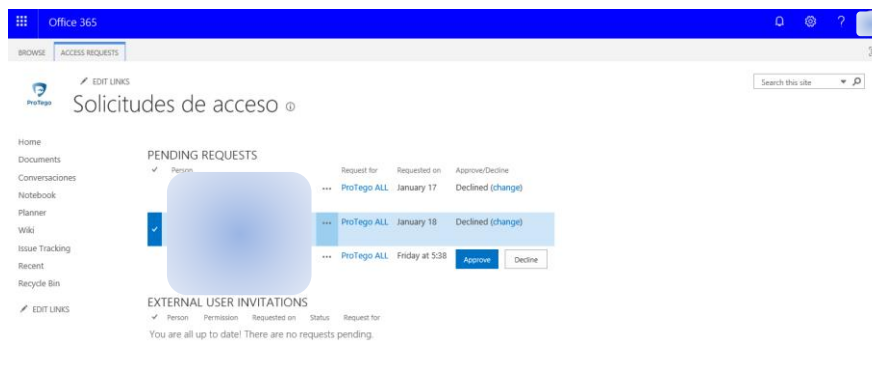 Office 365
?
BROWSE ACCESS REQUESTS
EDIT LINKS
ProTego
Solicitudes de acceso
Search this site
Home
Documents
Conversaciones
Notebook
Planner
Wiki
Issue Tracking
Recent
Recycle Bin
EDIT LINKS
PENDING REQUESTS
Person Request for Requested on Approve/Decline
... ProTego ALL January 17 Declined (change)
... ProTego ALL January 18 Declined (change)
... ProTego ALL Friday at 5:38 Approve Decline
EXTERNAL USER INVITATIONS
Person Permission Requested on Status Request for
You are all up to date! There are no requests pending.